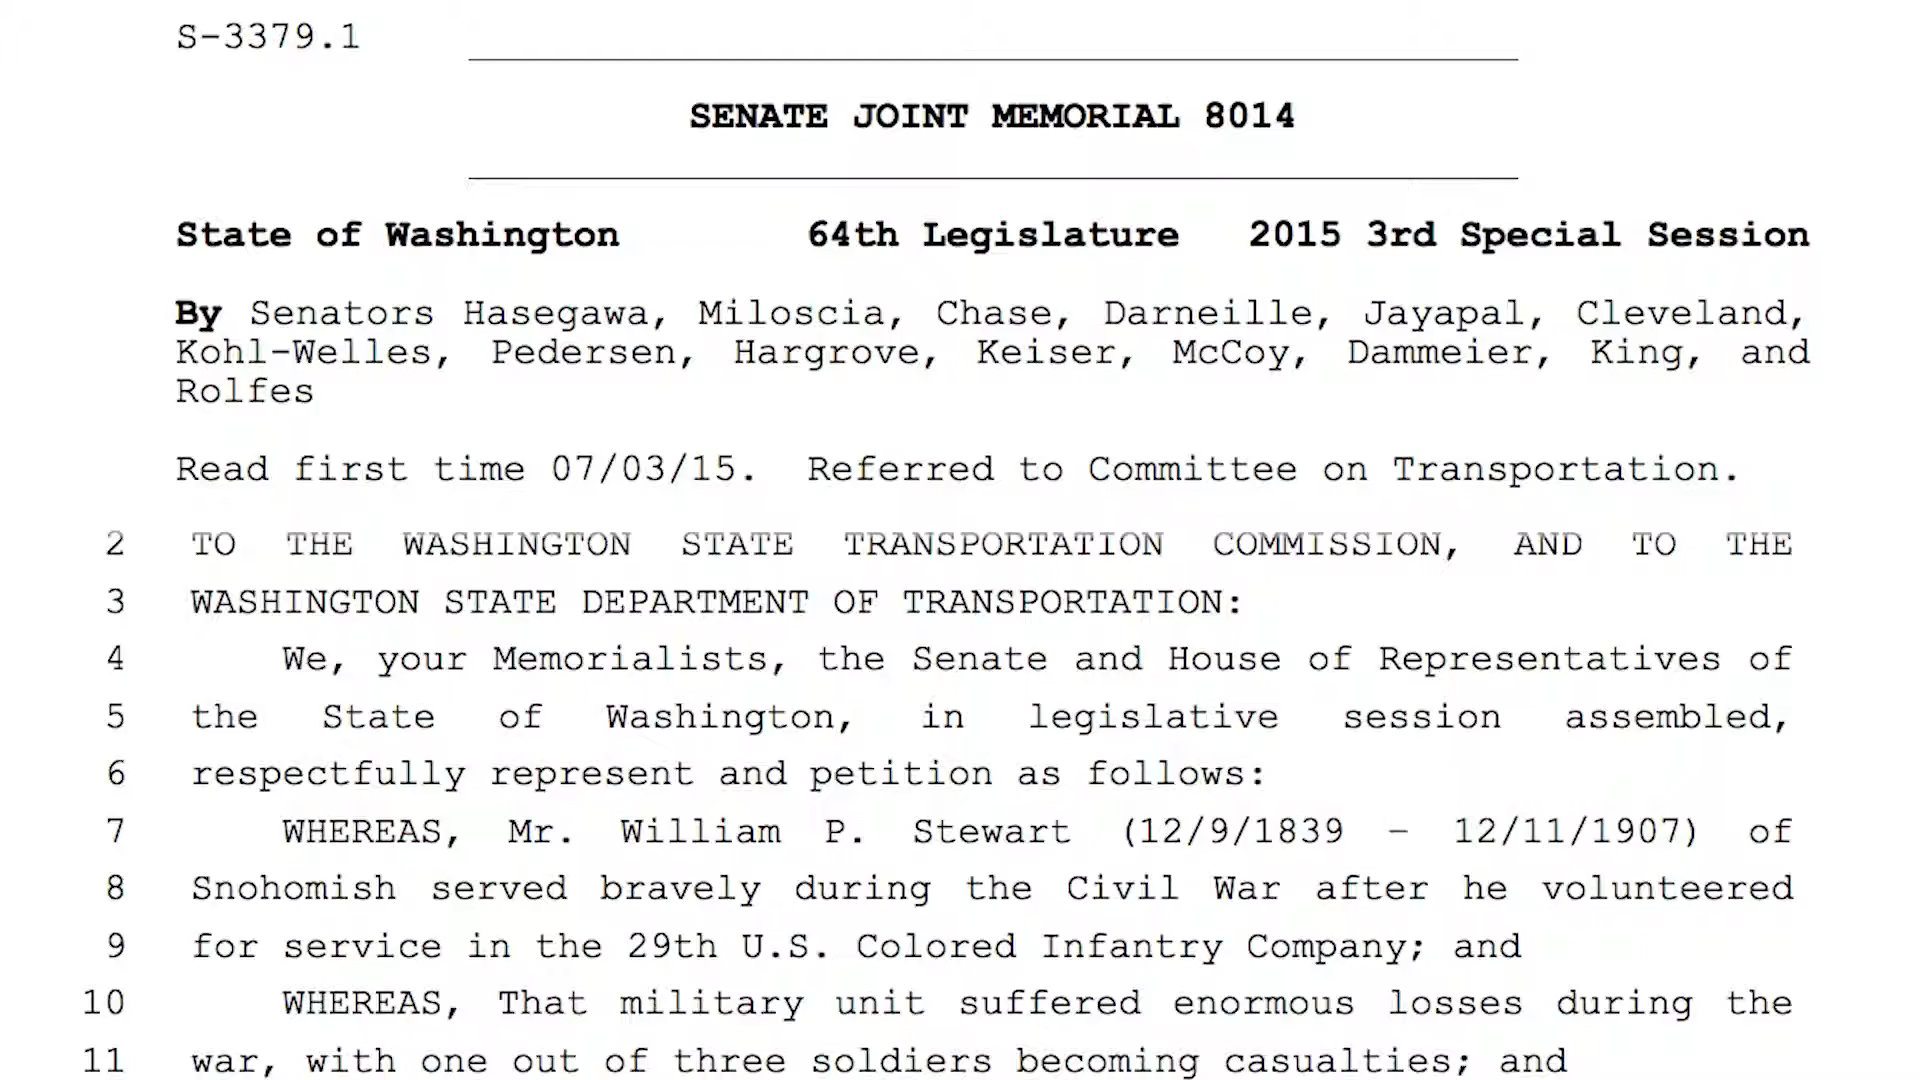 S-3379.1
SENATE JOINT MEMORIAL 8014
State of Washington 64th Legislature 2015 3rd Special Session
By Senators Hasegawa, Miloscia, Chase, Darneille, Jayapal, Cleveland,
Kohl-Welles, Pedersen, Hargrove, Keiser, McCoy, Dammeier, King, and
Rolfes
Read first time 07/03/15. Referred to Committee on Transportation.
2 TO THE WASHINGTON STATE TRANSPORTATION COMMISSION, AND TO THE
3 WASHINGTON STATE DEPARTMENT OF TRANSPORTATION:
4 We, your Memorialists, the Senate and House of Representatives of
5 the State of Washington, in legislative session assembled,
6 respectfully represent and petition as follows:
7 WHEREAS, Mr. William P. Stewart (12/9/1839 – 12/11/1907) of
8 Snohomish served bravely during the Civil War after he volunteered
9 for service in the 29th U.S. Colored Infantry Company; and
10 WHEREAS, That military unit suffered enormous losses during the
11 war, with one out of three soldiers becoming casualties; and